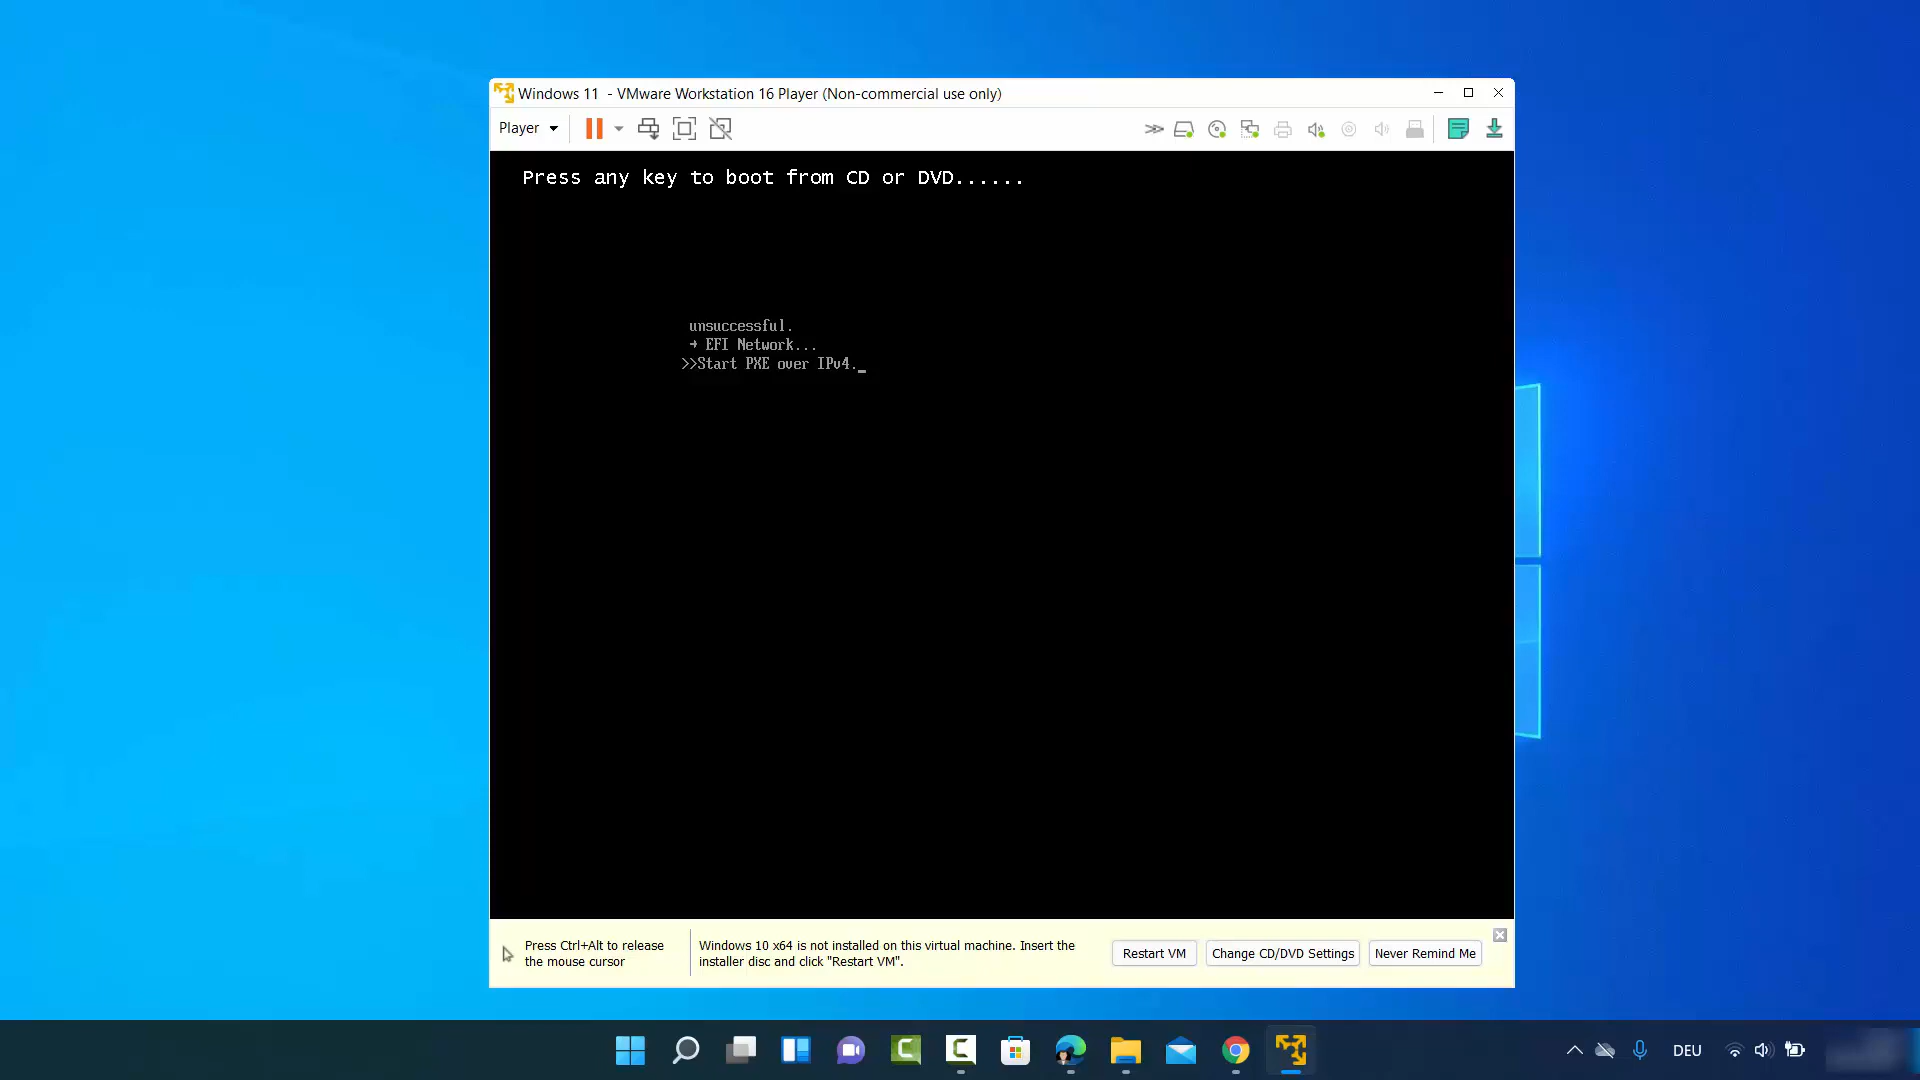 Windows 11  - VMware Workstation 16 Player (Non-commercial use only)
Player
Press any key to boot from CD or DVD......
unsuccessful.
→ EFI Network...
>>Start PXE over IPv4.
Press Ctrl+Alt to release
the mouse cursor
Windows 10 x64 is not installed on this virtual machine. Insert the
installer disc and click "Restart VM".
Restart VM
Change CD/DVD Settings
Never Remind Me
DEU